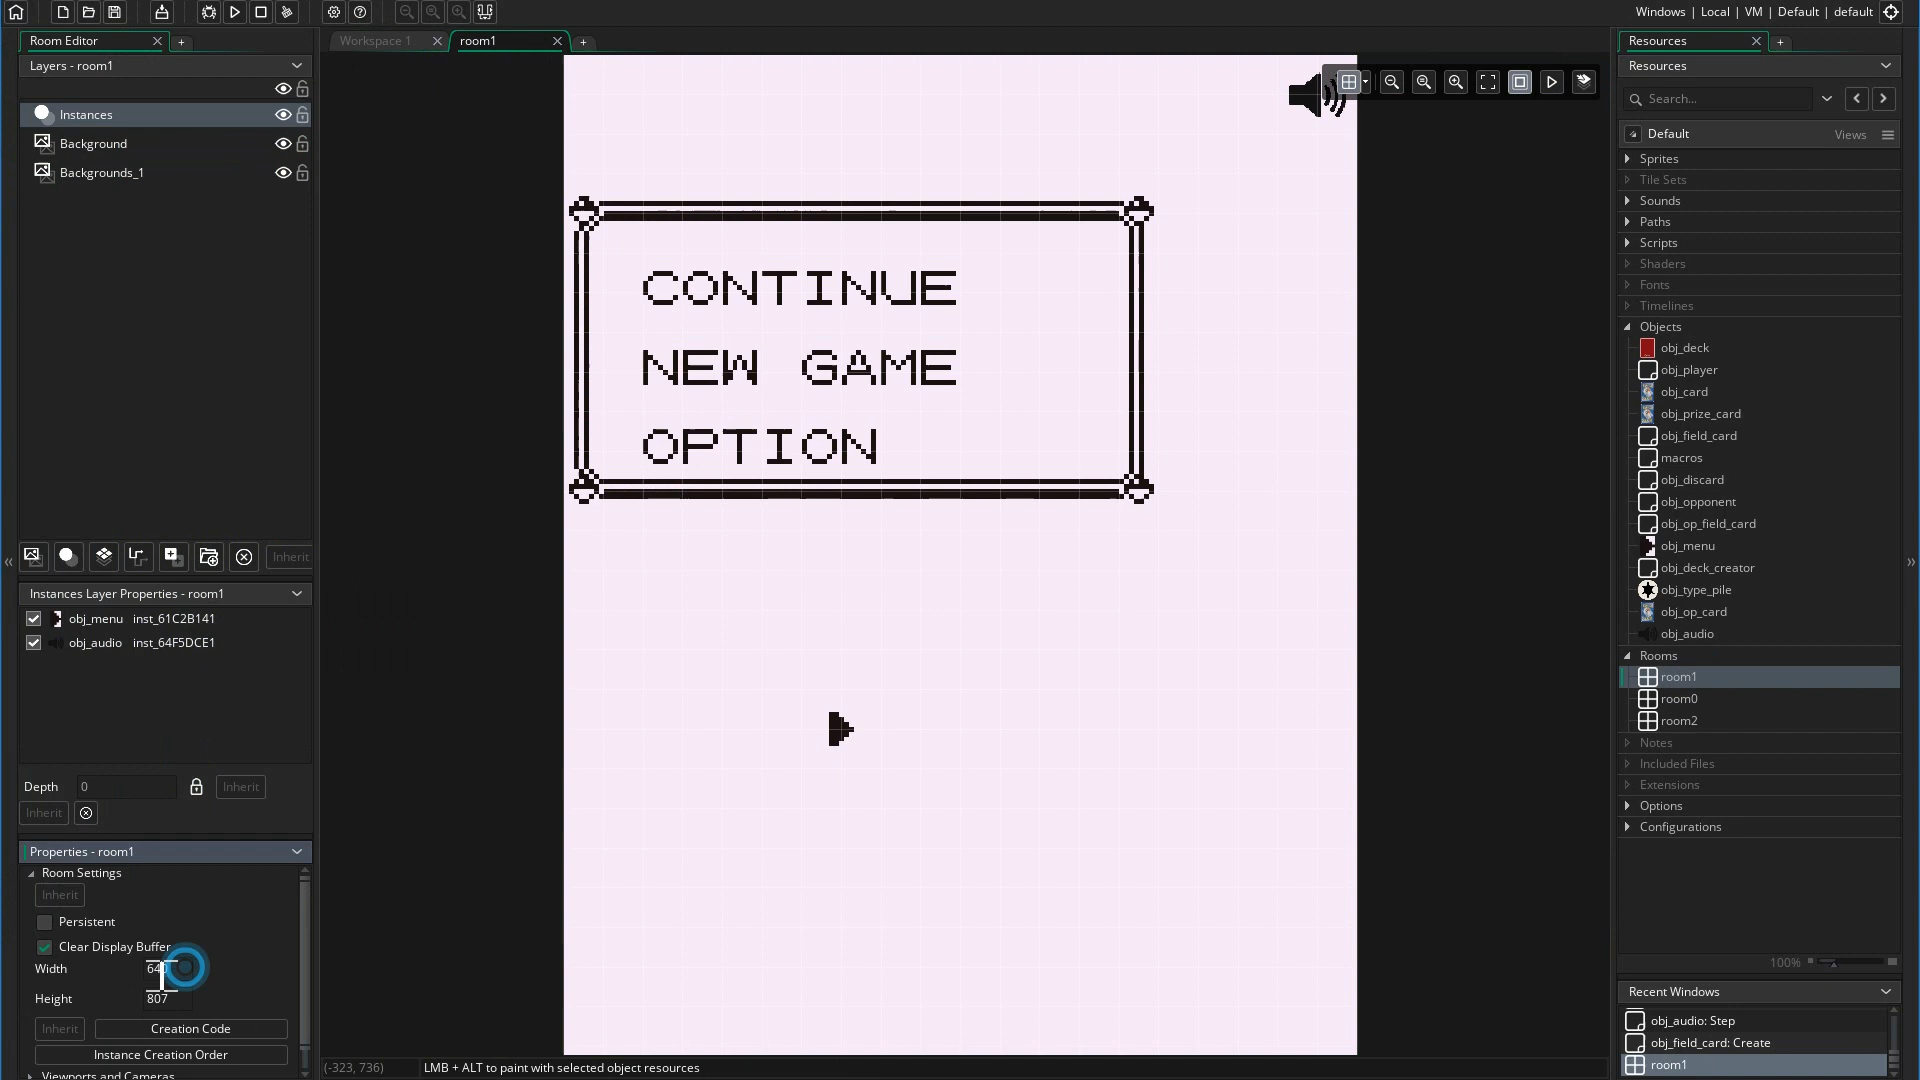 Windows | Local | VM | Default | default
Room Editor
Workspace 1
room1
Resources
Layers - room1
Resources
Instances
Search...
Background
Default
Views
Backgrounds_1
Sprites
Tile Sets
Sounds
Paths
Scripts
Shaders
Fonts
Timelines
CONTINUE
NEW GAME
OPTION
Objects
obj_deck
obj_player
obj_card
obj_prize_card
obj_field_card
macros
obj_discard
obj_opponent
obj_op_field_card
obj_menu
obj_deck_creator
obj_type_pile
obj_op_card
obj_audio
Inherit
Instances Layer Properties - room1
obj_menu inst_61C2B141
obj_audio inst_64F5DCE1
Rooms
room1
room0
room2
Notes
Included Files
Extensions
Options
Configurations
Depth 0 Inherit
Inherit
Properties - room1
Room Settings
Inherit
Persistent
Clear Display Buffer
Width 640
Height 807
Inherit Creation Code
Instance Creation Order
Viewports and Cameras
100%
Recent Windows
obj_audio: Step
obj_field_card: Create
room1
(-323, 736) LMB + ALT to paint with selected object resources